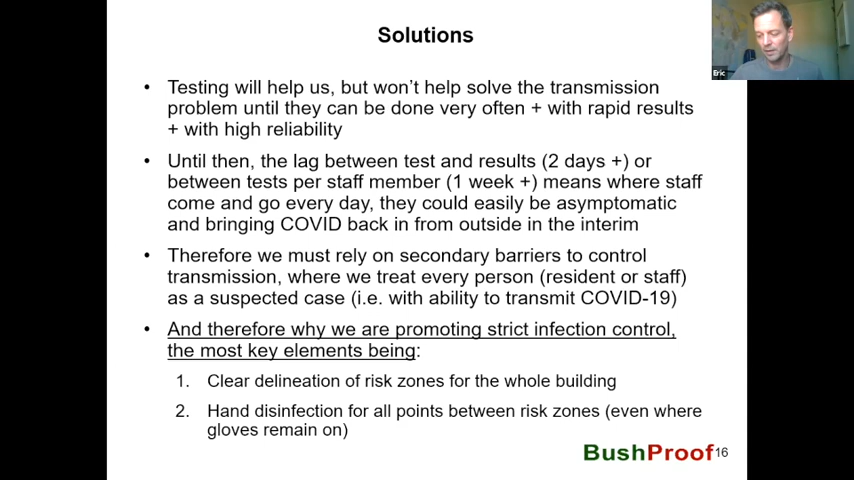 Solutions
Eric
• Testing will help us, but won't help solve the transmission
problem until they can be done very often + with rapid results
+ with high reliability
• Until then, the lag between test and results (2 days +) or
between tests per staff member (1 week +) means where staff
come and go every day, they could easily be asymptomatic
and bringing COVID back in from outside in the interim
• Therefore we must rely on secondary barriers to control
transmission, where we treat every person (resident or staff)
as a suspected case (i.e. with ability to transmit COVID-19)
• And therefore why we are promoting strict infection control,
the most key elements being:
1. Clear delineation of risk zones for the whole building
2. Hand disinfection for all points between risk zones (even where
gloves remain on)
BushProof 16